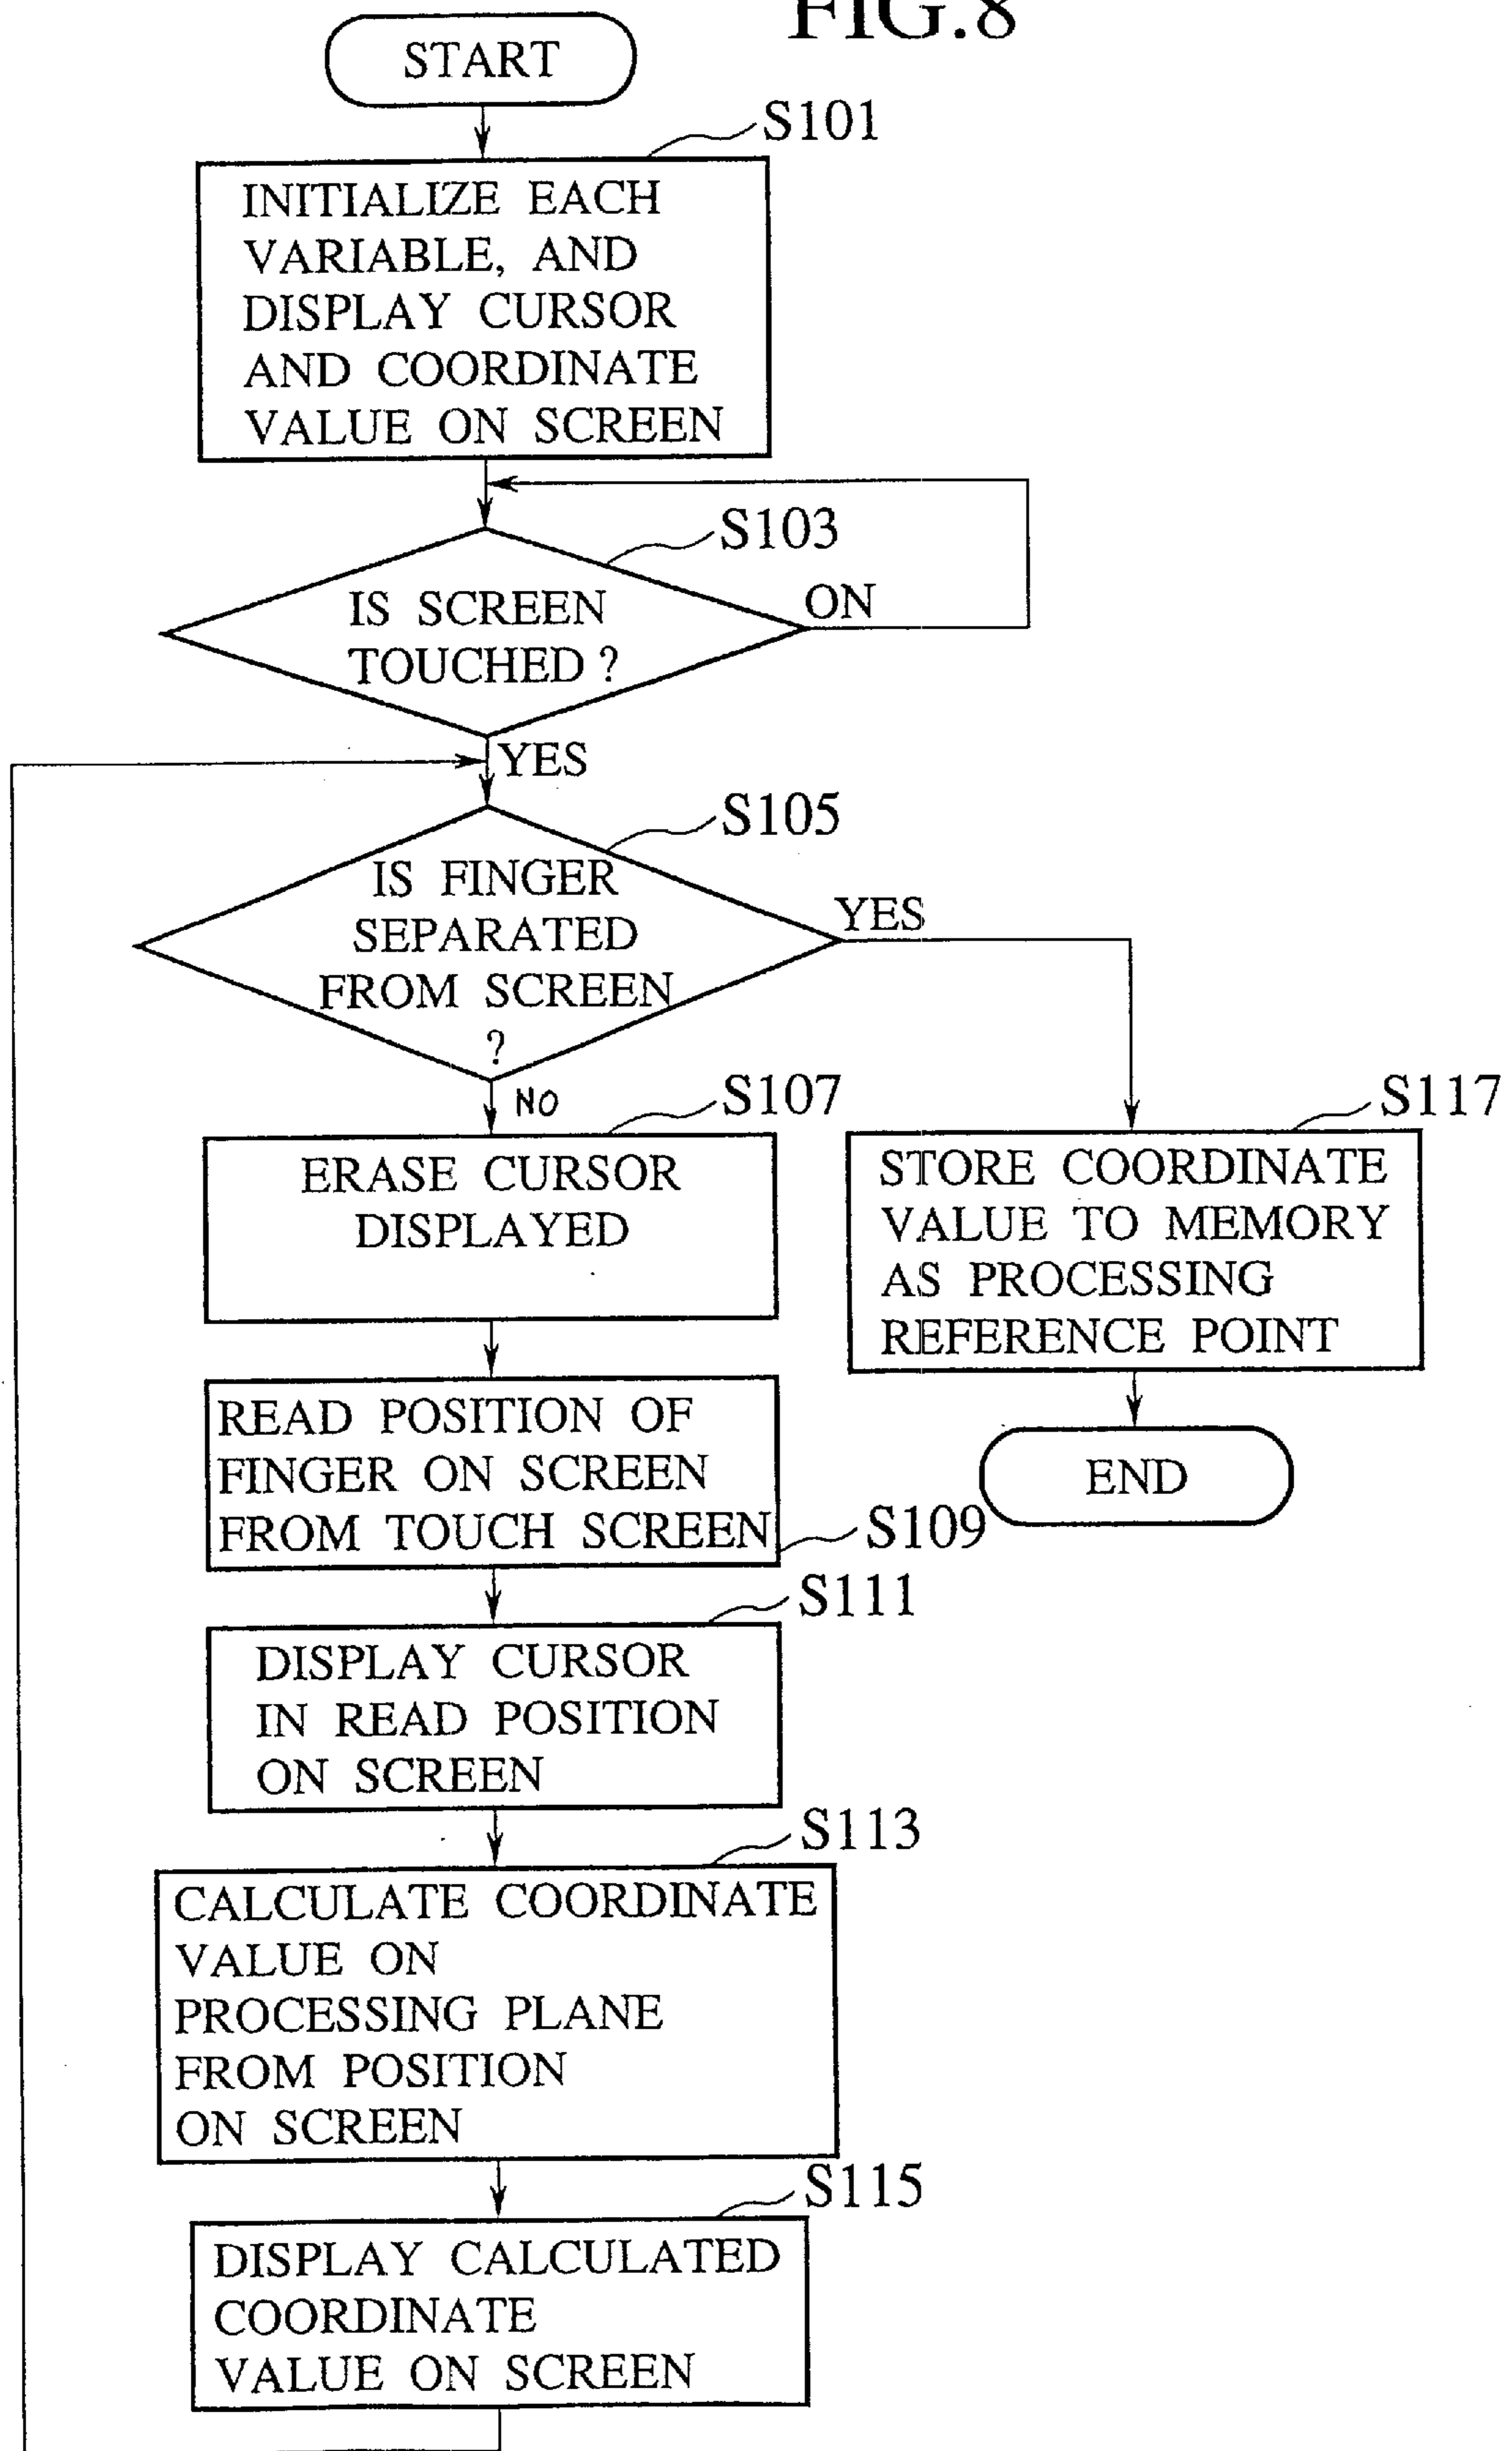 FIG.8
START
S101
INITIALIZE EACH
VARIABLE, AND
DISPLAY CURSOR
AND COORDINATE
VALUE ON SCREEN
S103
IS SCREEN
TOUCHED ?
ON
YES
S105
IS FINGER
SEPARATED
FROM SCREEN
?
YES
NO
S107
ERASE CURSOR
DISPLAYED
S117
STORE COORDINATE
VALUE TO MEMORY
AS PROCESSING
REFERENCE POINT
END
READ POSITION OF
FINGER ON SCREEN
FROM TOUCH SCREEN
S109
S111
DISPLAY CURSOR
IN READ POSITION
ON SCREEN
S113
CALCULATE COORDINATE
VALUE ON
PROCESSING PLANE
FROM POSITION
ON SCREEN
S115
DISPLAY CALCULATED
COORDINATE
VALUE ON SCREEN